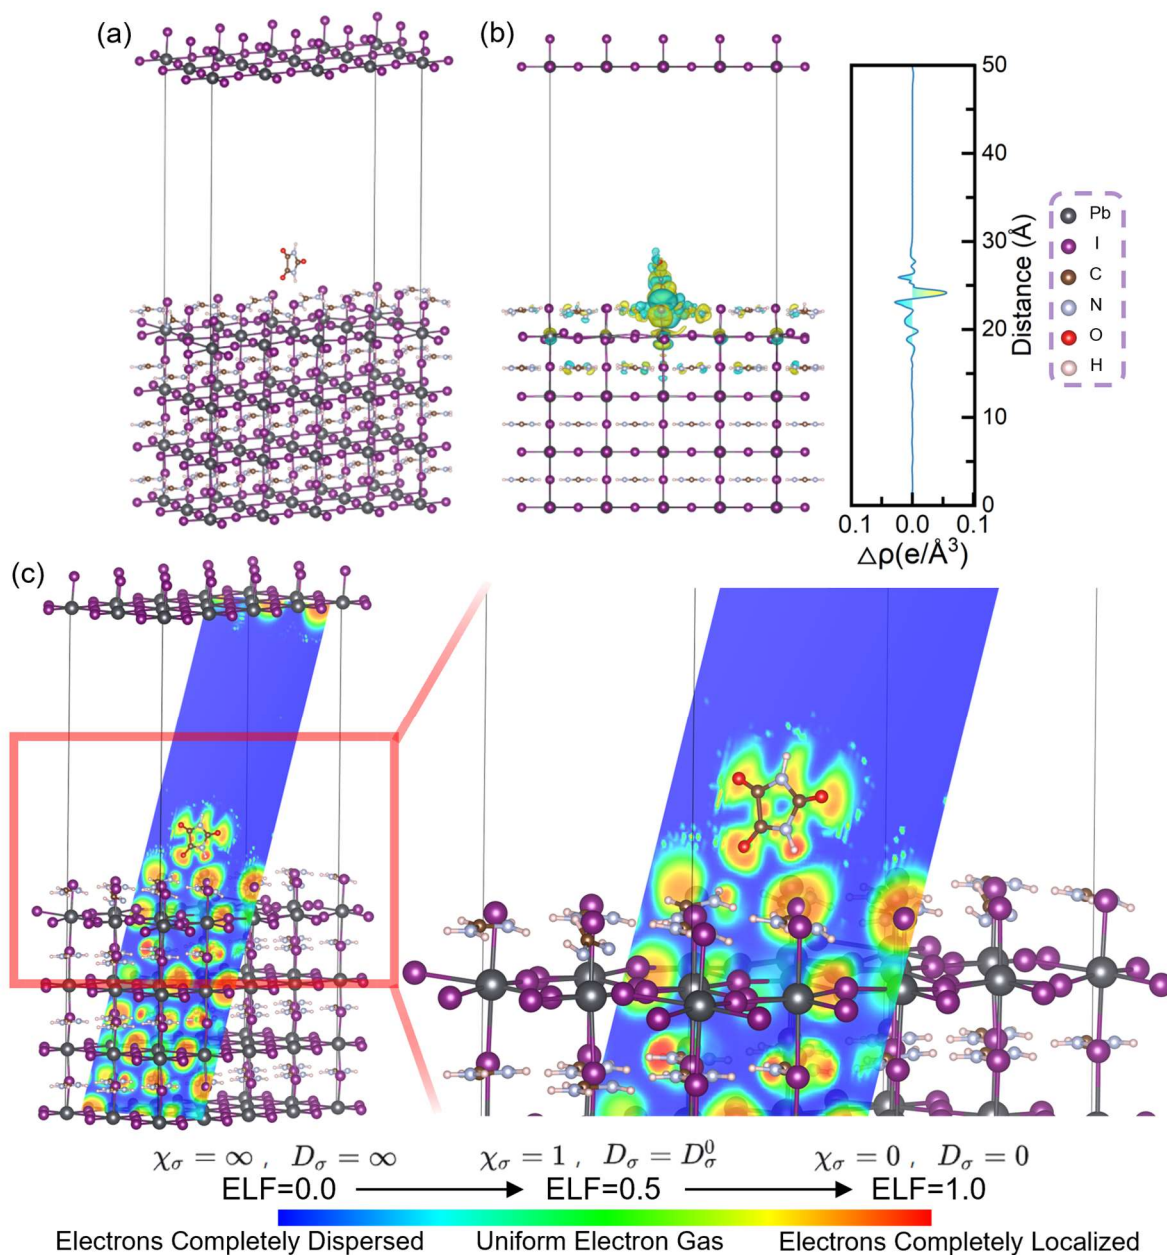 (a)
(b)
50
40
30
20
10
0
Distance (Å)
0.1 0.0 0.1
△ρ(e/Å³)
Pb
I
C
N
O
H
(c)
χσ = ∞ , Dσ = ∞
χσ = 1 , Dσ = D⁰σ
χσ = 0 , Dσ = 0
ELF=0.0
ELF=0.5
ELF=1.0
Electrons Completely Dispersed
Uniform Electron Gas
Electrons Completely Localized